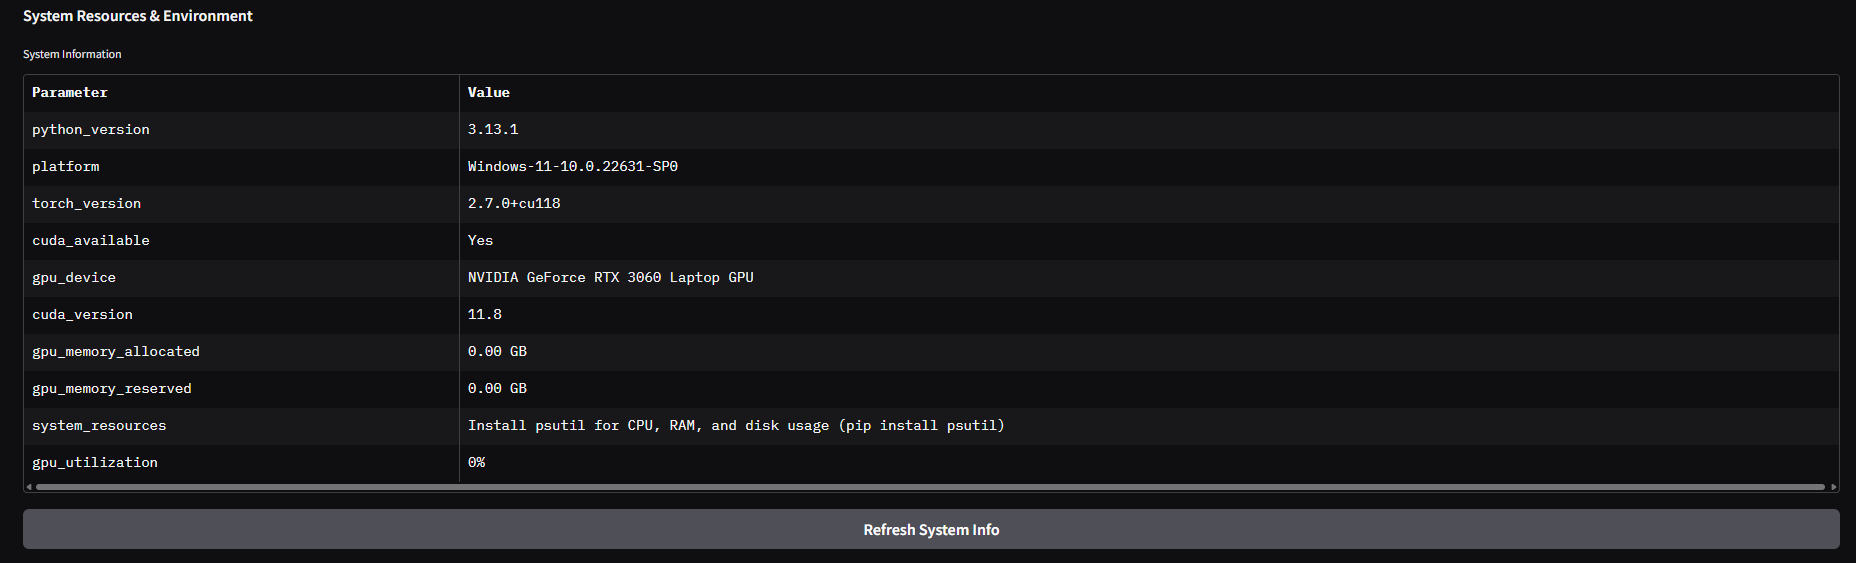 System Resources & Environment
System Information
Parameter Value
python_version 3.13.1
platform Windows-11-10.0.22631-SP0
torch_version 2.7.0+cu118
cuda_available Yes
gpu_device NVIDIA GeForce RTX 3060 Laptop GPU
cuda_version 11.8
gpu_memory_allocated 0.00 GB
gpu_memory_reserved 0.00 GB
system_resources Install psutil for CPU, RAM, and disk usage (pip install psutil)
gpu_utilization 0%
Refresh System Info